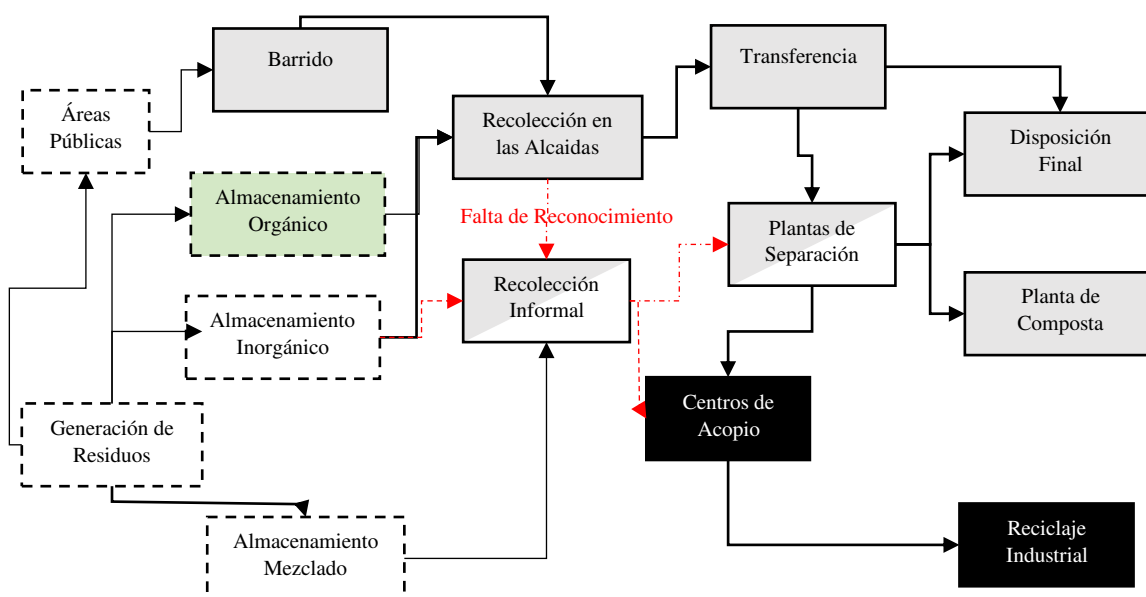 Barrido
Transferencia
Áreas
Públicas
Recolección en
las Alcaidas
Disposición
Final
Almacenamiento
Orgánico
Falta de Reconocimiento
Plantas de
Separación
Recolección
Informal
Planta de
Composta
Almacenamiento
Inorgánico
Generación de
Residuos
Centros de
Acopio
Almacenamiento
Mezclado
Reciclaje
Industrial